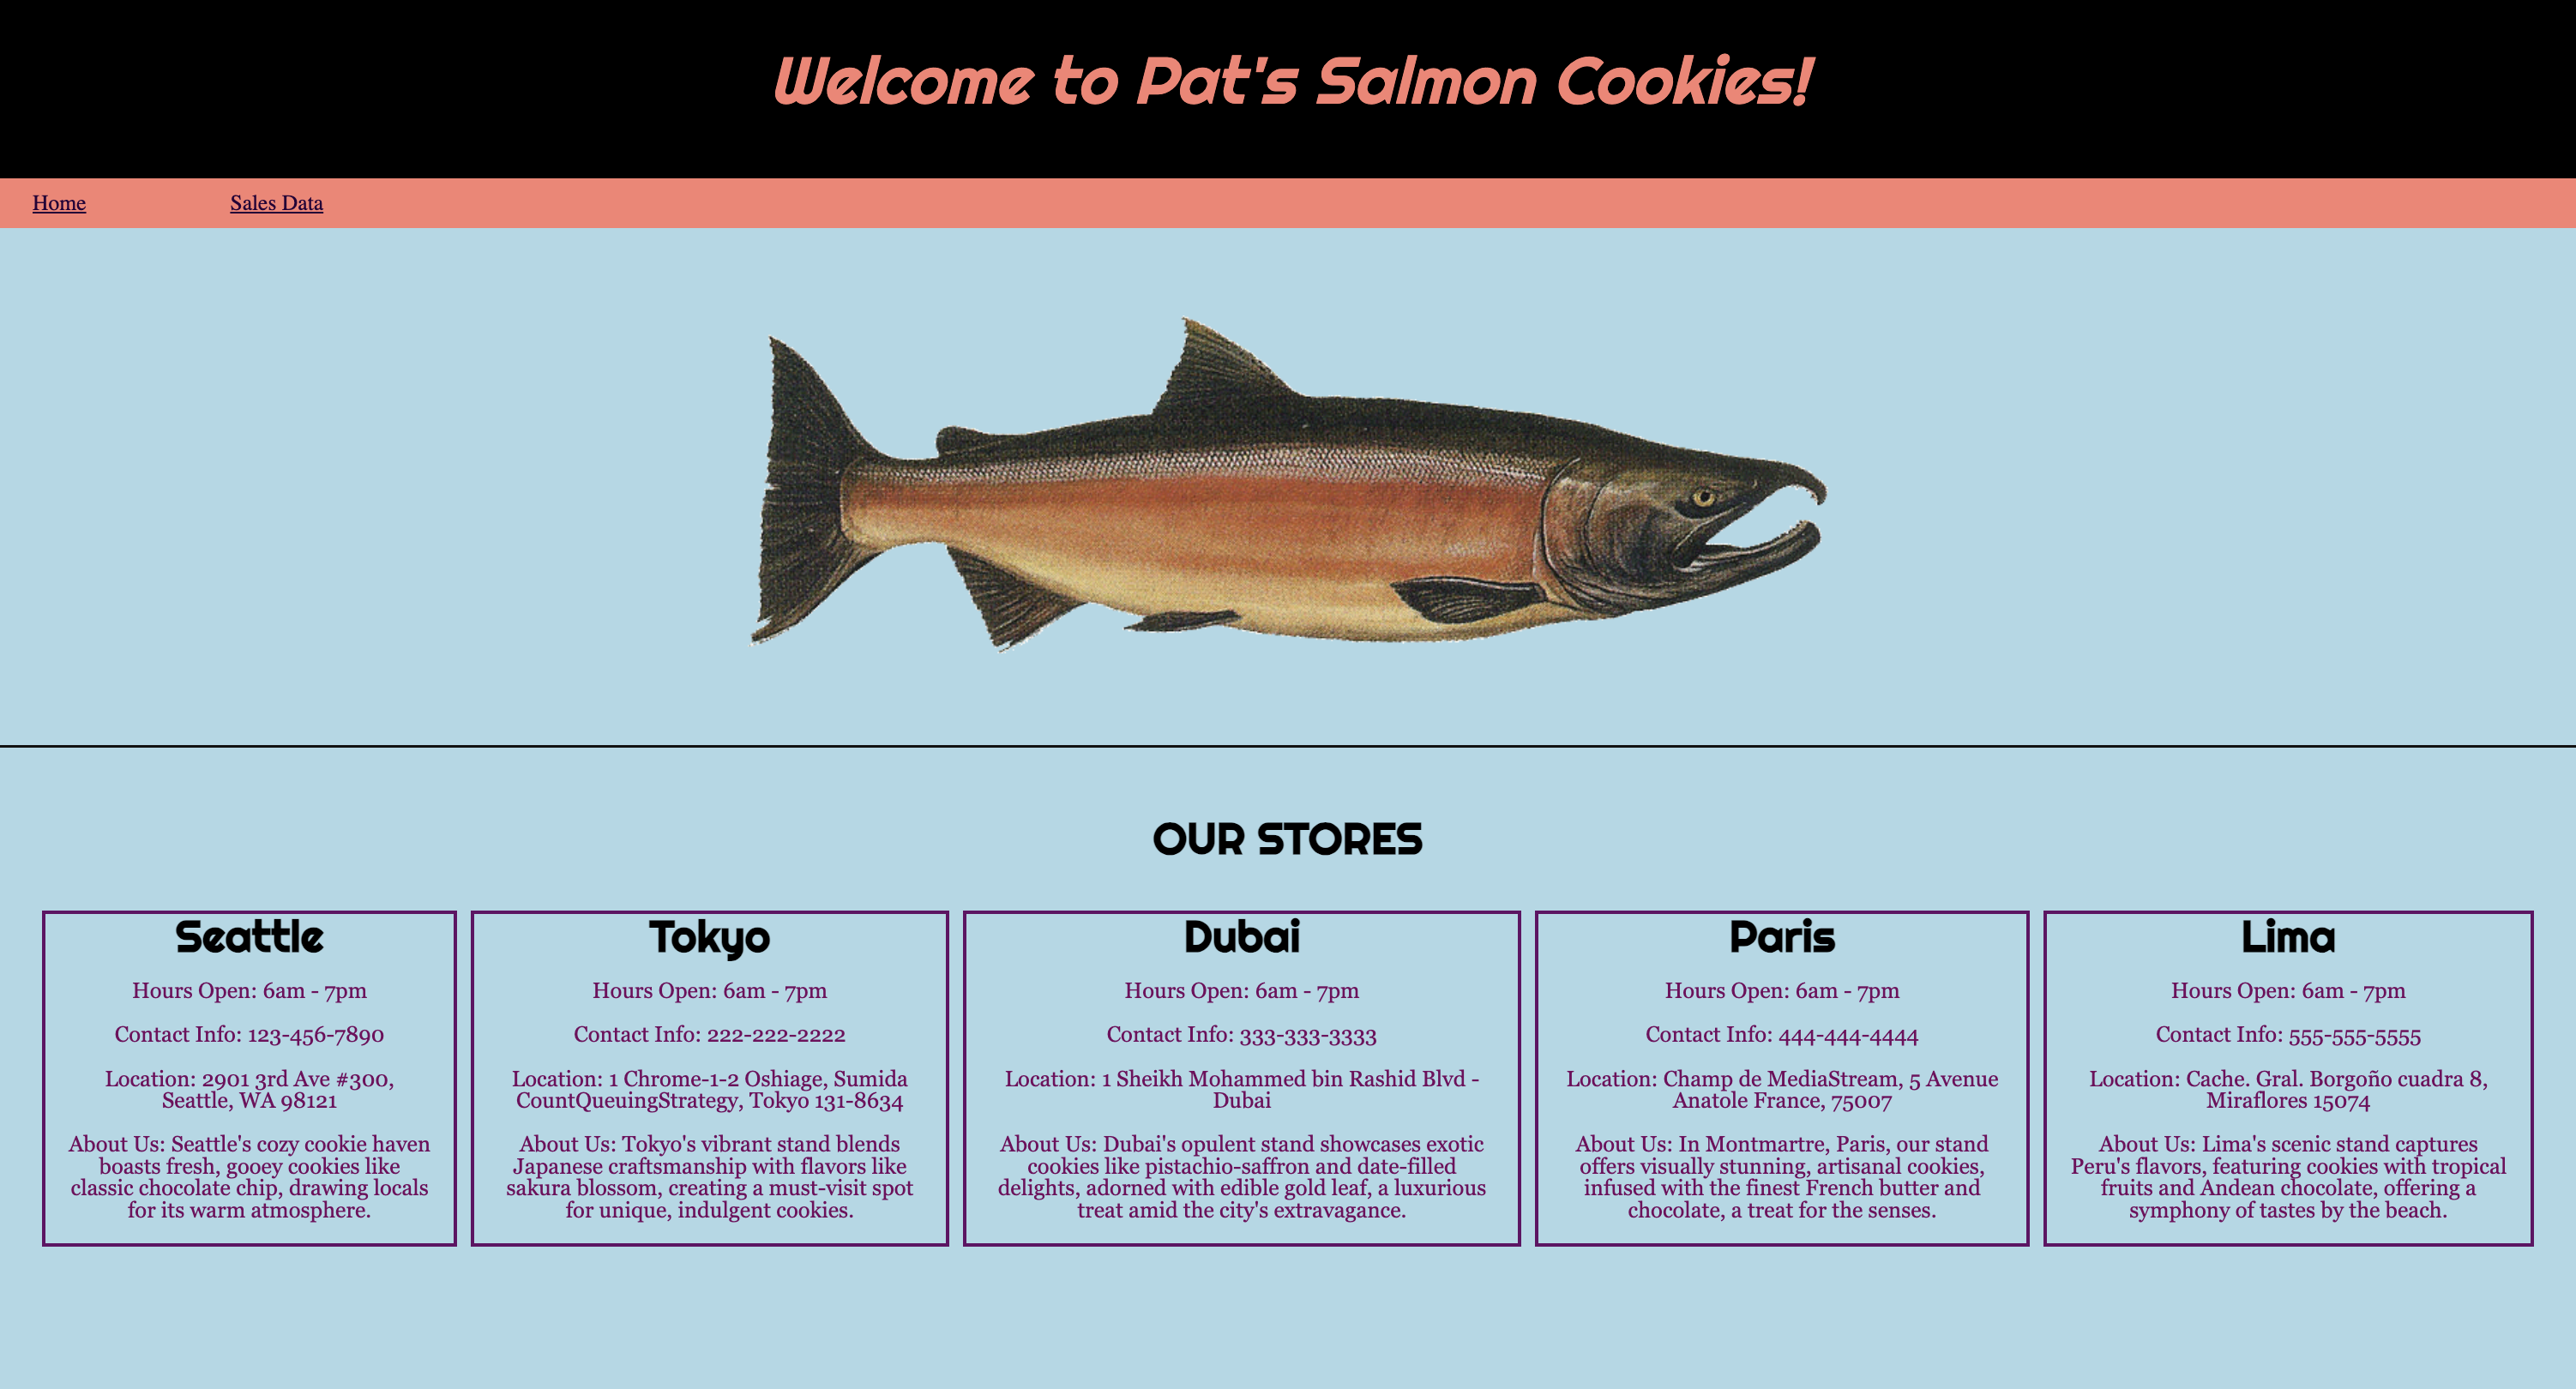 Welcome to Pat's Salmon Cookies!
Home
Sales Data
OUR STORES
Seattle
Hours Open: 6am - 7pm
Contact Info: 123-456-7890
Location: 2901 3rd Ave #300,
Seattle, WA 98121
About Us: Seattle's cozy cookie haven
boasts fresh, gooey cookies like
classic chocolate chip, drawing locals
for its warm atmosphere.
Tokyo
Hours Open: 6am - 7pm
Contact Info: 222-222-2222
Location: 1 Chrome-1-2 Oshiage, Sumida
CountQueuingStrategy, Tokyo 131-8634
About Us: Tokyo's vibrant stand blends
Japanese craftsmanship with flavors like
sakura blossom, creating a must-visit spot
for unique, indulgent cookies.
Dubai
Hours Open: 6am - 7pm
Contact Info: 333-333-3333
Location: 1 Sheikh Mohammed bin Rashid Blvd -
Dubai
About Us: Dubai's opulent stand showcases exotic
cookies like pistachio-saffron and date-filled
delights, adorned with edible gold leaf, a luxurious
treat amid the city's extravagance.
Paris
Hours Open: 6am - 7pm
Contact Info: 444-444-4444
Location: Champ de MediaStream, 5 Avenue
Anatole France, 75007
About Us: In Montmartre, Paris, our stand
offers visually stunning, artisanal cookies,
infused with the finest French butter and
chocolate, a treat for the senses.
Lima
Hours Open: 6am - 7pm
Contact Info: 555-555-5555
Location: Cache. Gral. Borgoño cuadra 8,
Miraflores 15074
About Us: Lima's scenic stand captures
Peru's flavors, featuring cookies with tropical
fruits and Andean chocolate, offering a
symphony of tastes by the beach.